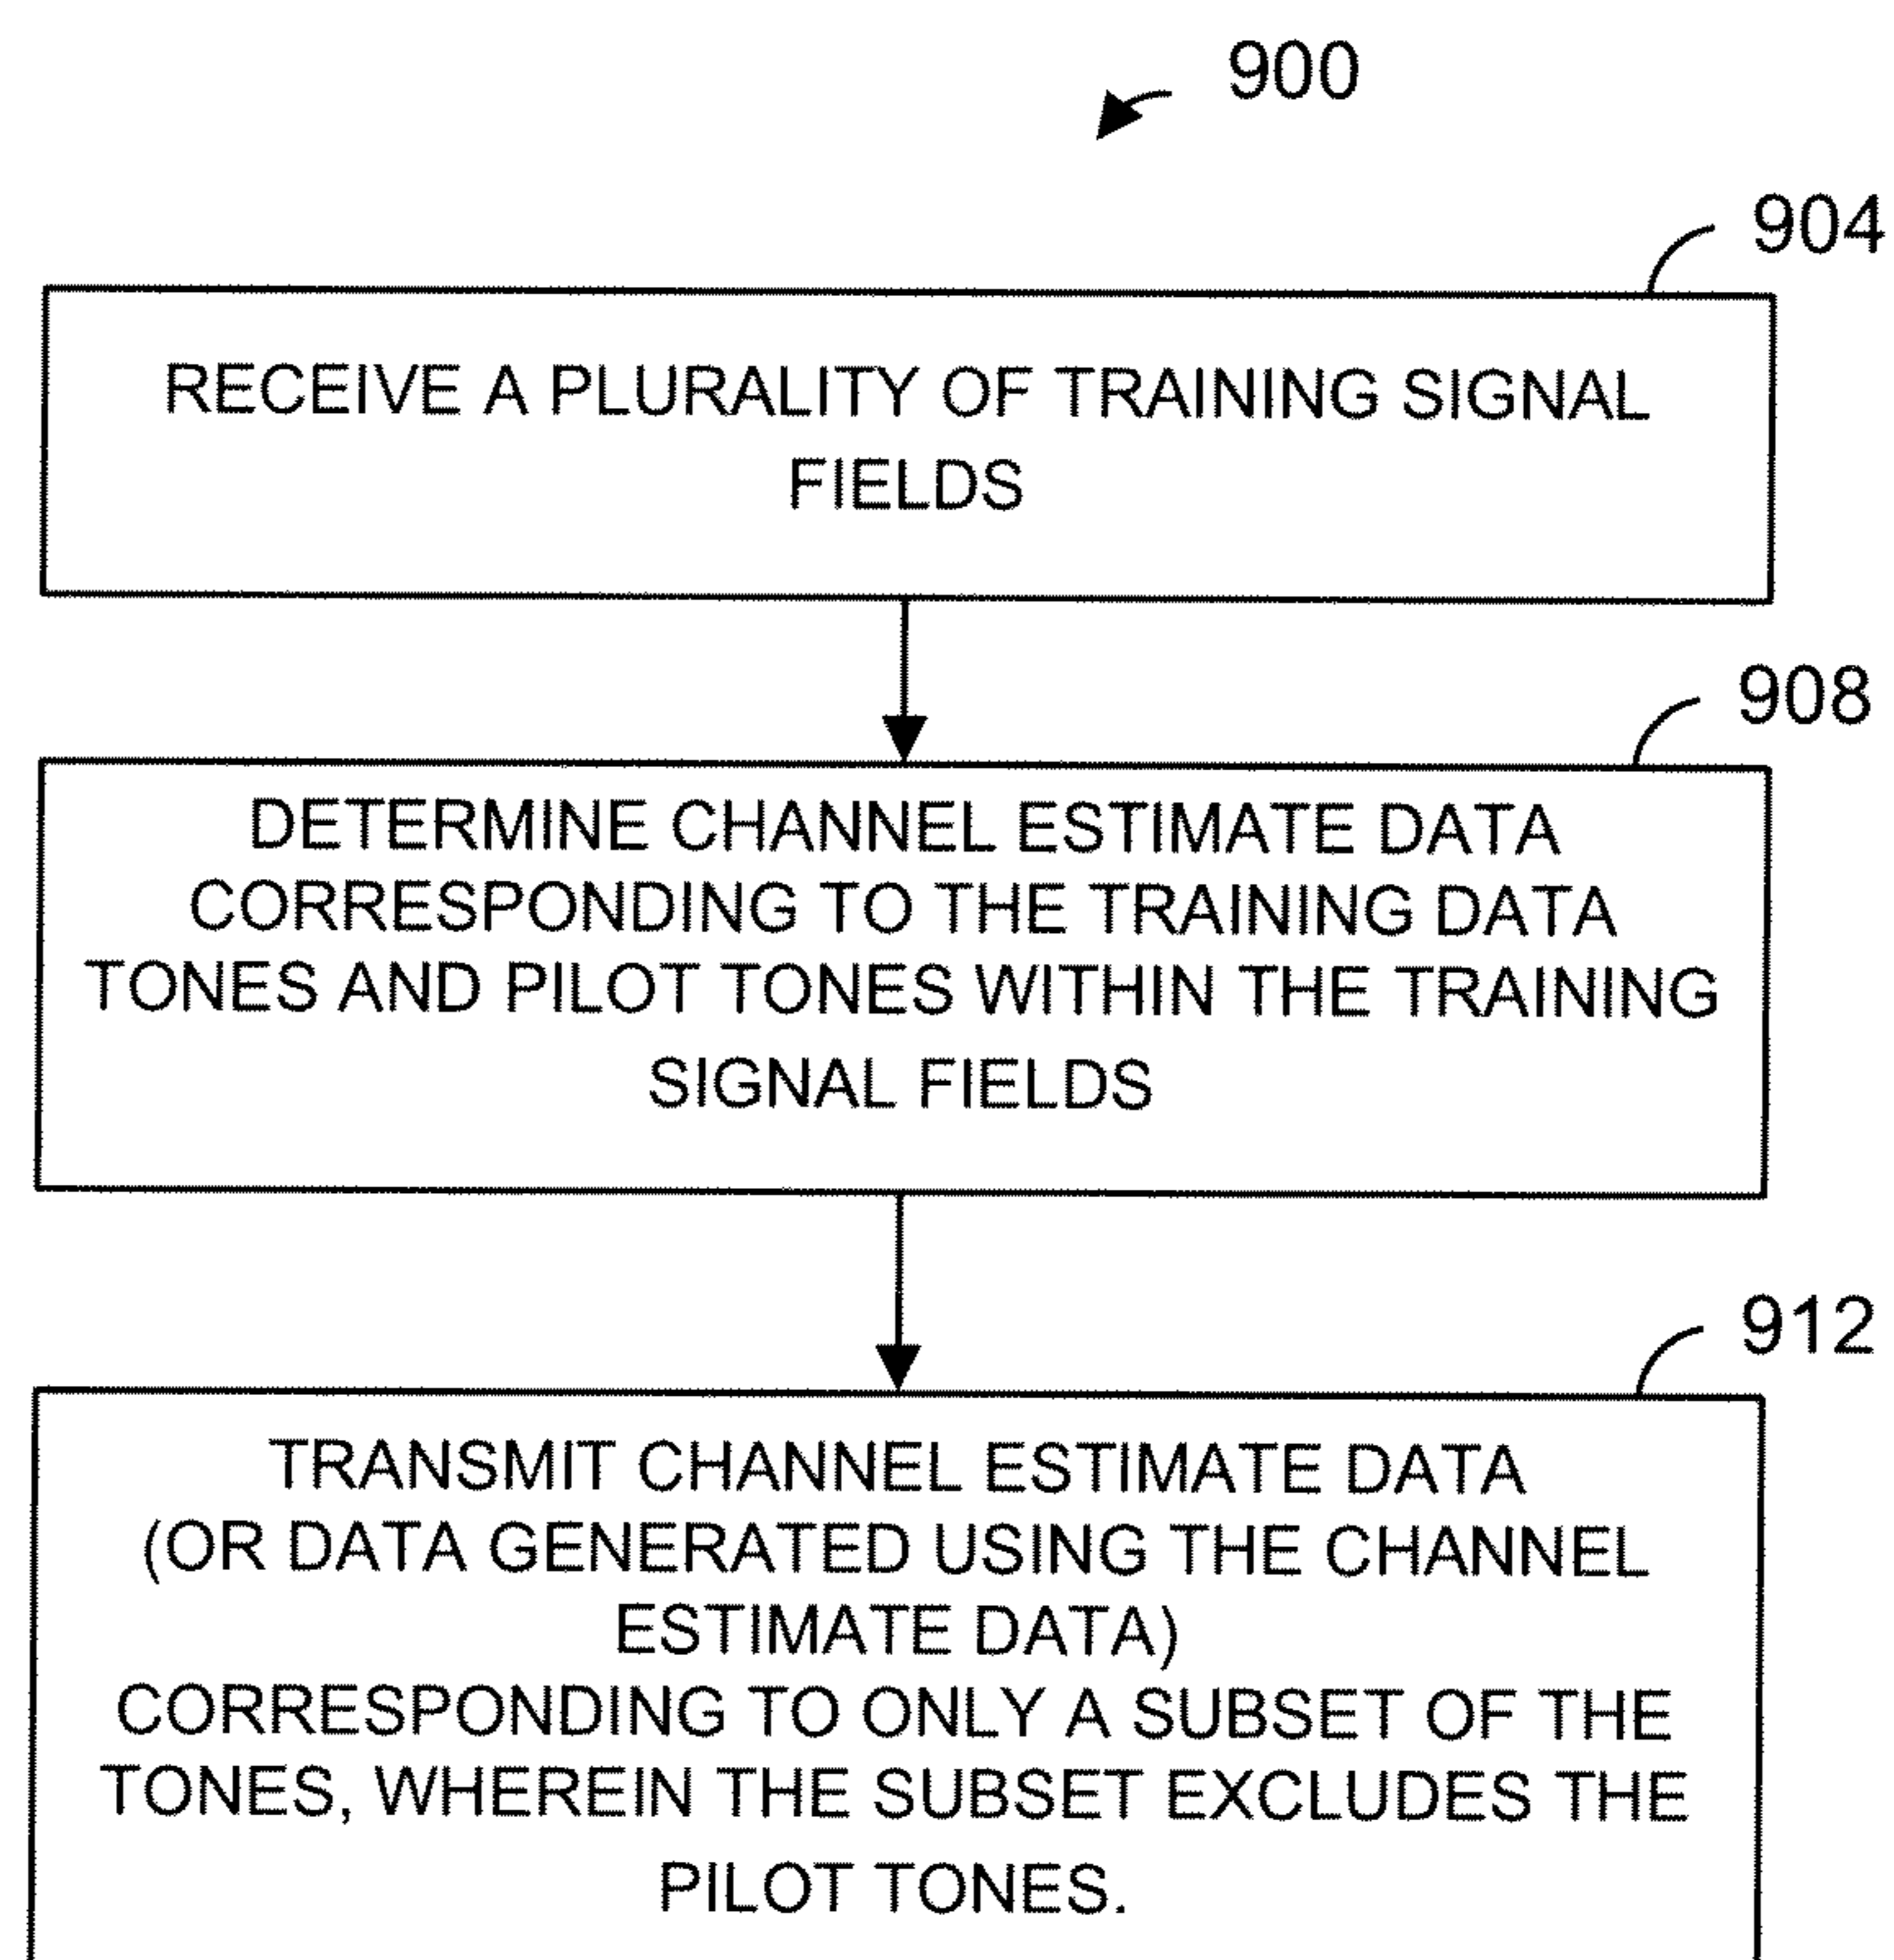 900
904
RECEIVE A PLURALITY OF TRAINING SIGNAL
FIELDS
908
DETERMINE CHANNEL ESTIMATE DATA
CORRESPONDING TO THE TRAINING DATA
TONES AND PILOT TONES WITHIN THE TRAINING
SIGNAL FIELDS
912
TRANSMIT CHANNEL ESTIMATE DATA
(OR DATA GENERATED USING THE CHANNEL
ESTIMATE DATA)
CORRESPONDING TO ONLY A SUBSET OF THE
TONES, WHEREIN THE SUBSET EXCLUDES THE
PILOT TONES.